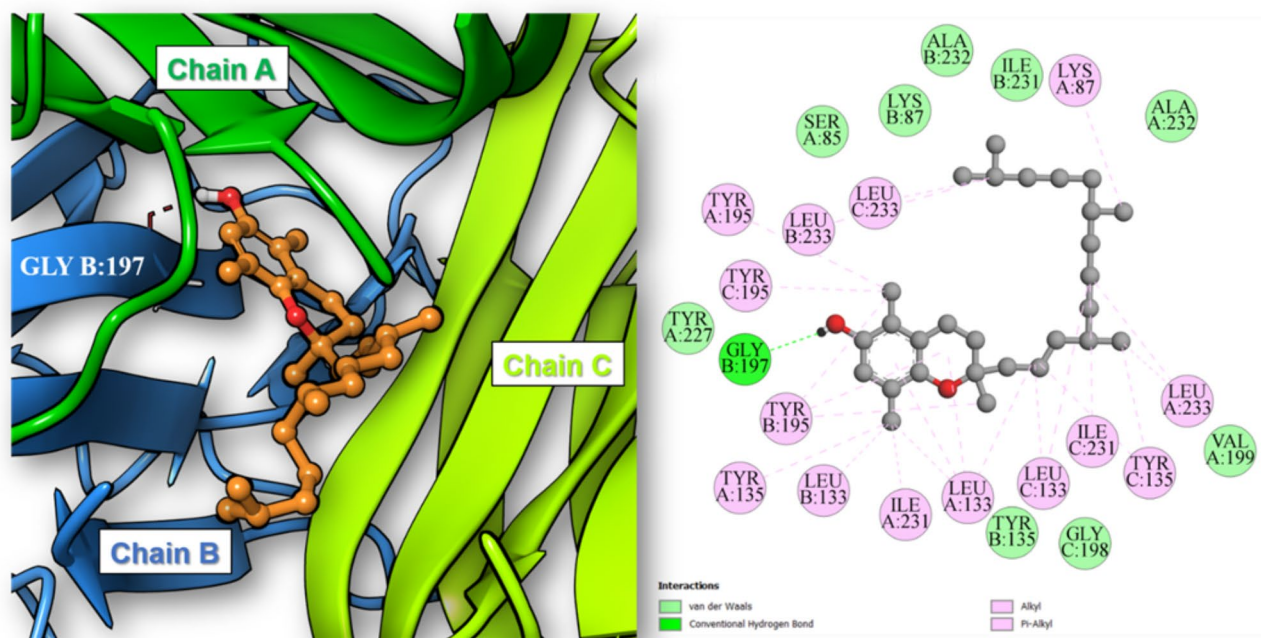 Chain A
GLY B:197
Chain C
Chain B
ALA
B:232
ILE
B:231
LYS
A:87
LYS
B:87
SER
A:85
ALA
A:232
TYR
A:195
LEU
B:233
LEU
C:233
TYR
C:195
TYR
A:227
GLY
B:197
TYR
B:195
LEU
A:233
ILE
C:231
VAL
A:199
TYR
A:135
LEU
B:133
ILE
A:231
LEU
A:133
LEU
C:133
TYR
C:135
TYR
B:135
GLY
C:198
Interactions
van der Waals
Conventional Hydrogen Bond
Alkyl
Pi-Alkyl